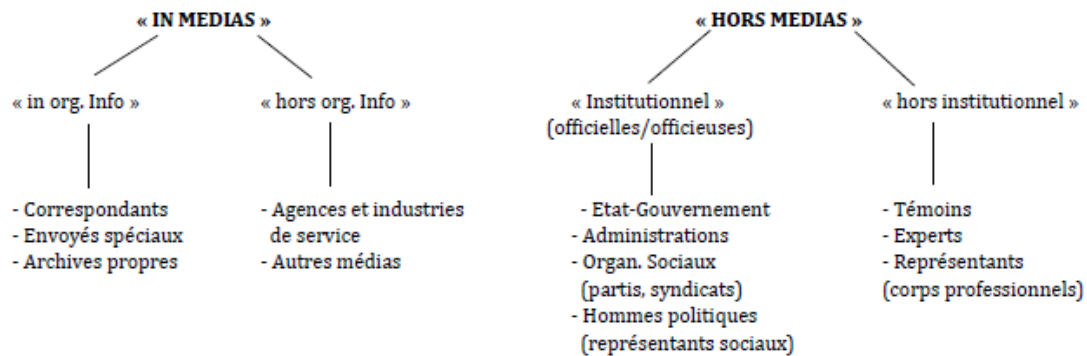 « IN MEDIAS »
« HORS MEDIAS »
« in org. Info »
« hors org. Info »
« Institutionnel »
(officielles/officieuses)
« hors institutionnel »
- Correspondants
- Envoyés spéciaux
- Archives propres
- Agences et industries
de service
- Autres médias
- Etat-Gouvernement
- Administrations
- Organ. Sociaux
(partis, syndicats)
- Hommes politiques
(représentants sociaux)
- Témoins
- Experts
- Représentants
(corps professionnels)